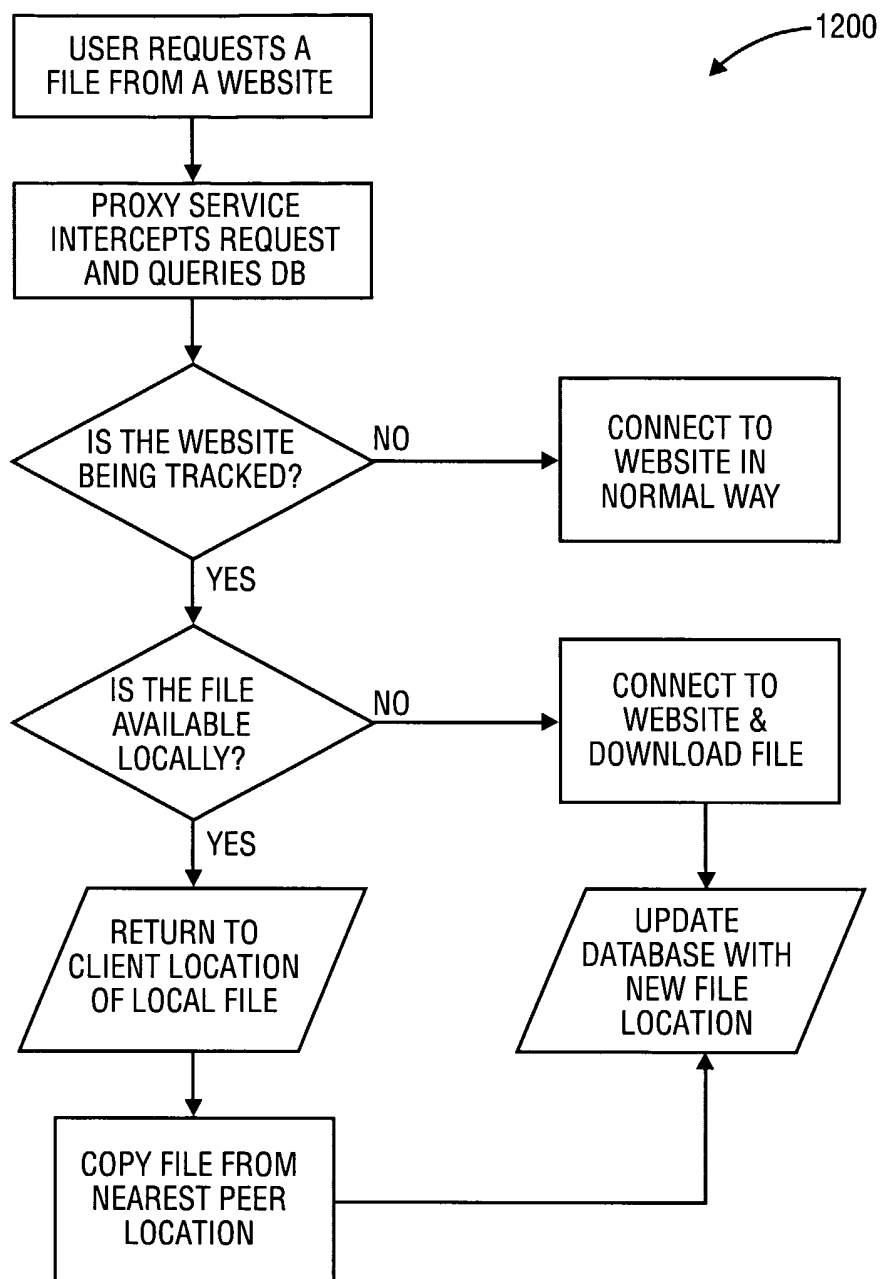 1200
USER REQUESTS A
FILE FROM A WEBSITE
PROXY SERVICE
INTERCEPTS REQUEST
AND QUERIES DB
IS THE WEBSITE
BEING TRACKED?
NO
CONNECT TO
WEBSITE IN
NORMAL WAY
YES
IS THE FILE
AVAILABLE
LOCALLY?
NO
CONNECT TO
WEBSITE &
DOWNLOAD FILE
YES
RETURN TO
CLIENT LOCATION
OF LOCAL FILE
UPDATE
DATABASE WITH
NEW FILE
LOCATION
COPY FILE FROM
NEAREST PEER
LOCATION